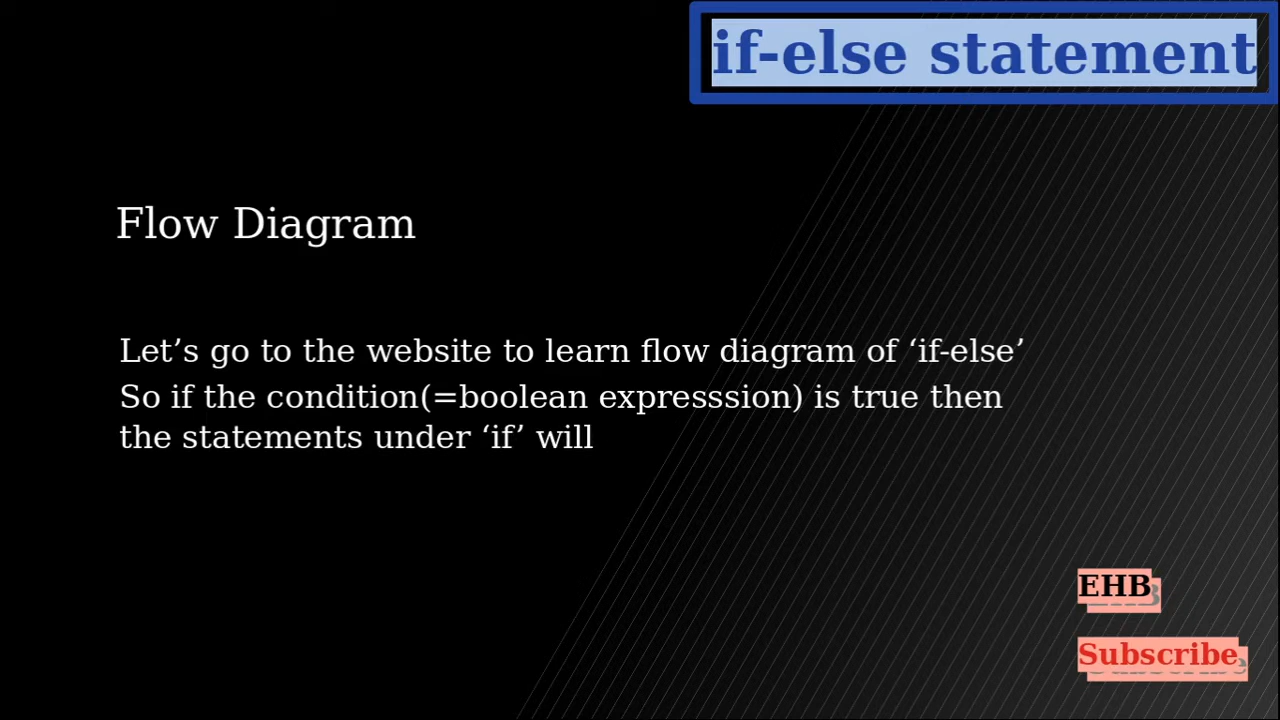 if-else statement
Flow Diagram
Let’s go to the website to learn flow diagram of ‘if-else’
So if the condition(=boolean expresssion) is true then
the statements under ‘if’ will
EHB
Subscribe